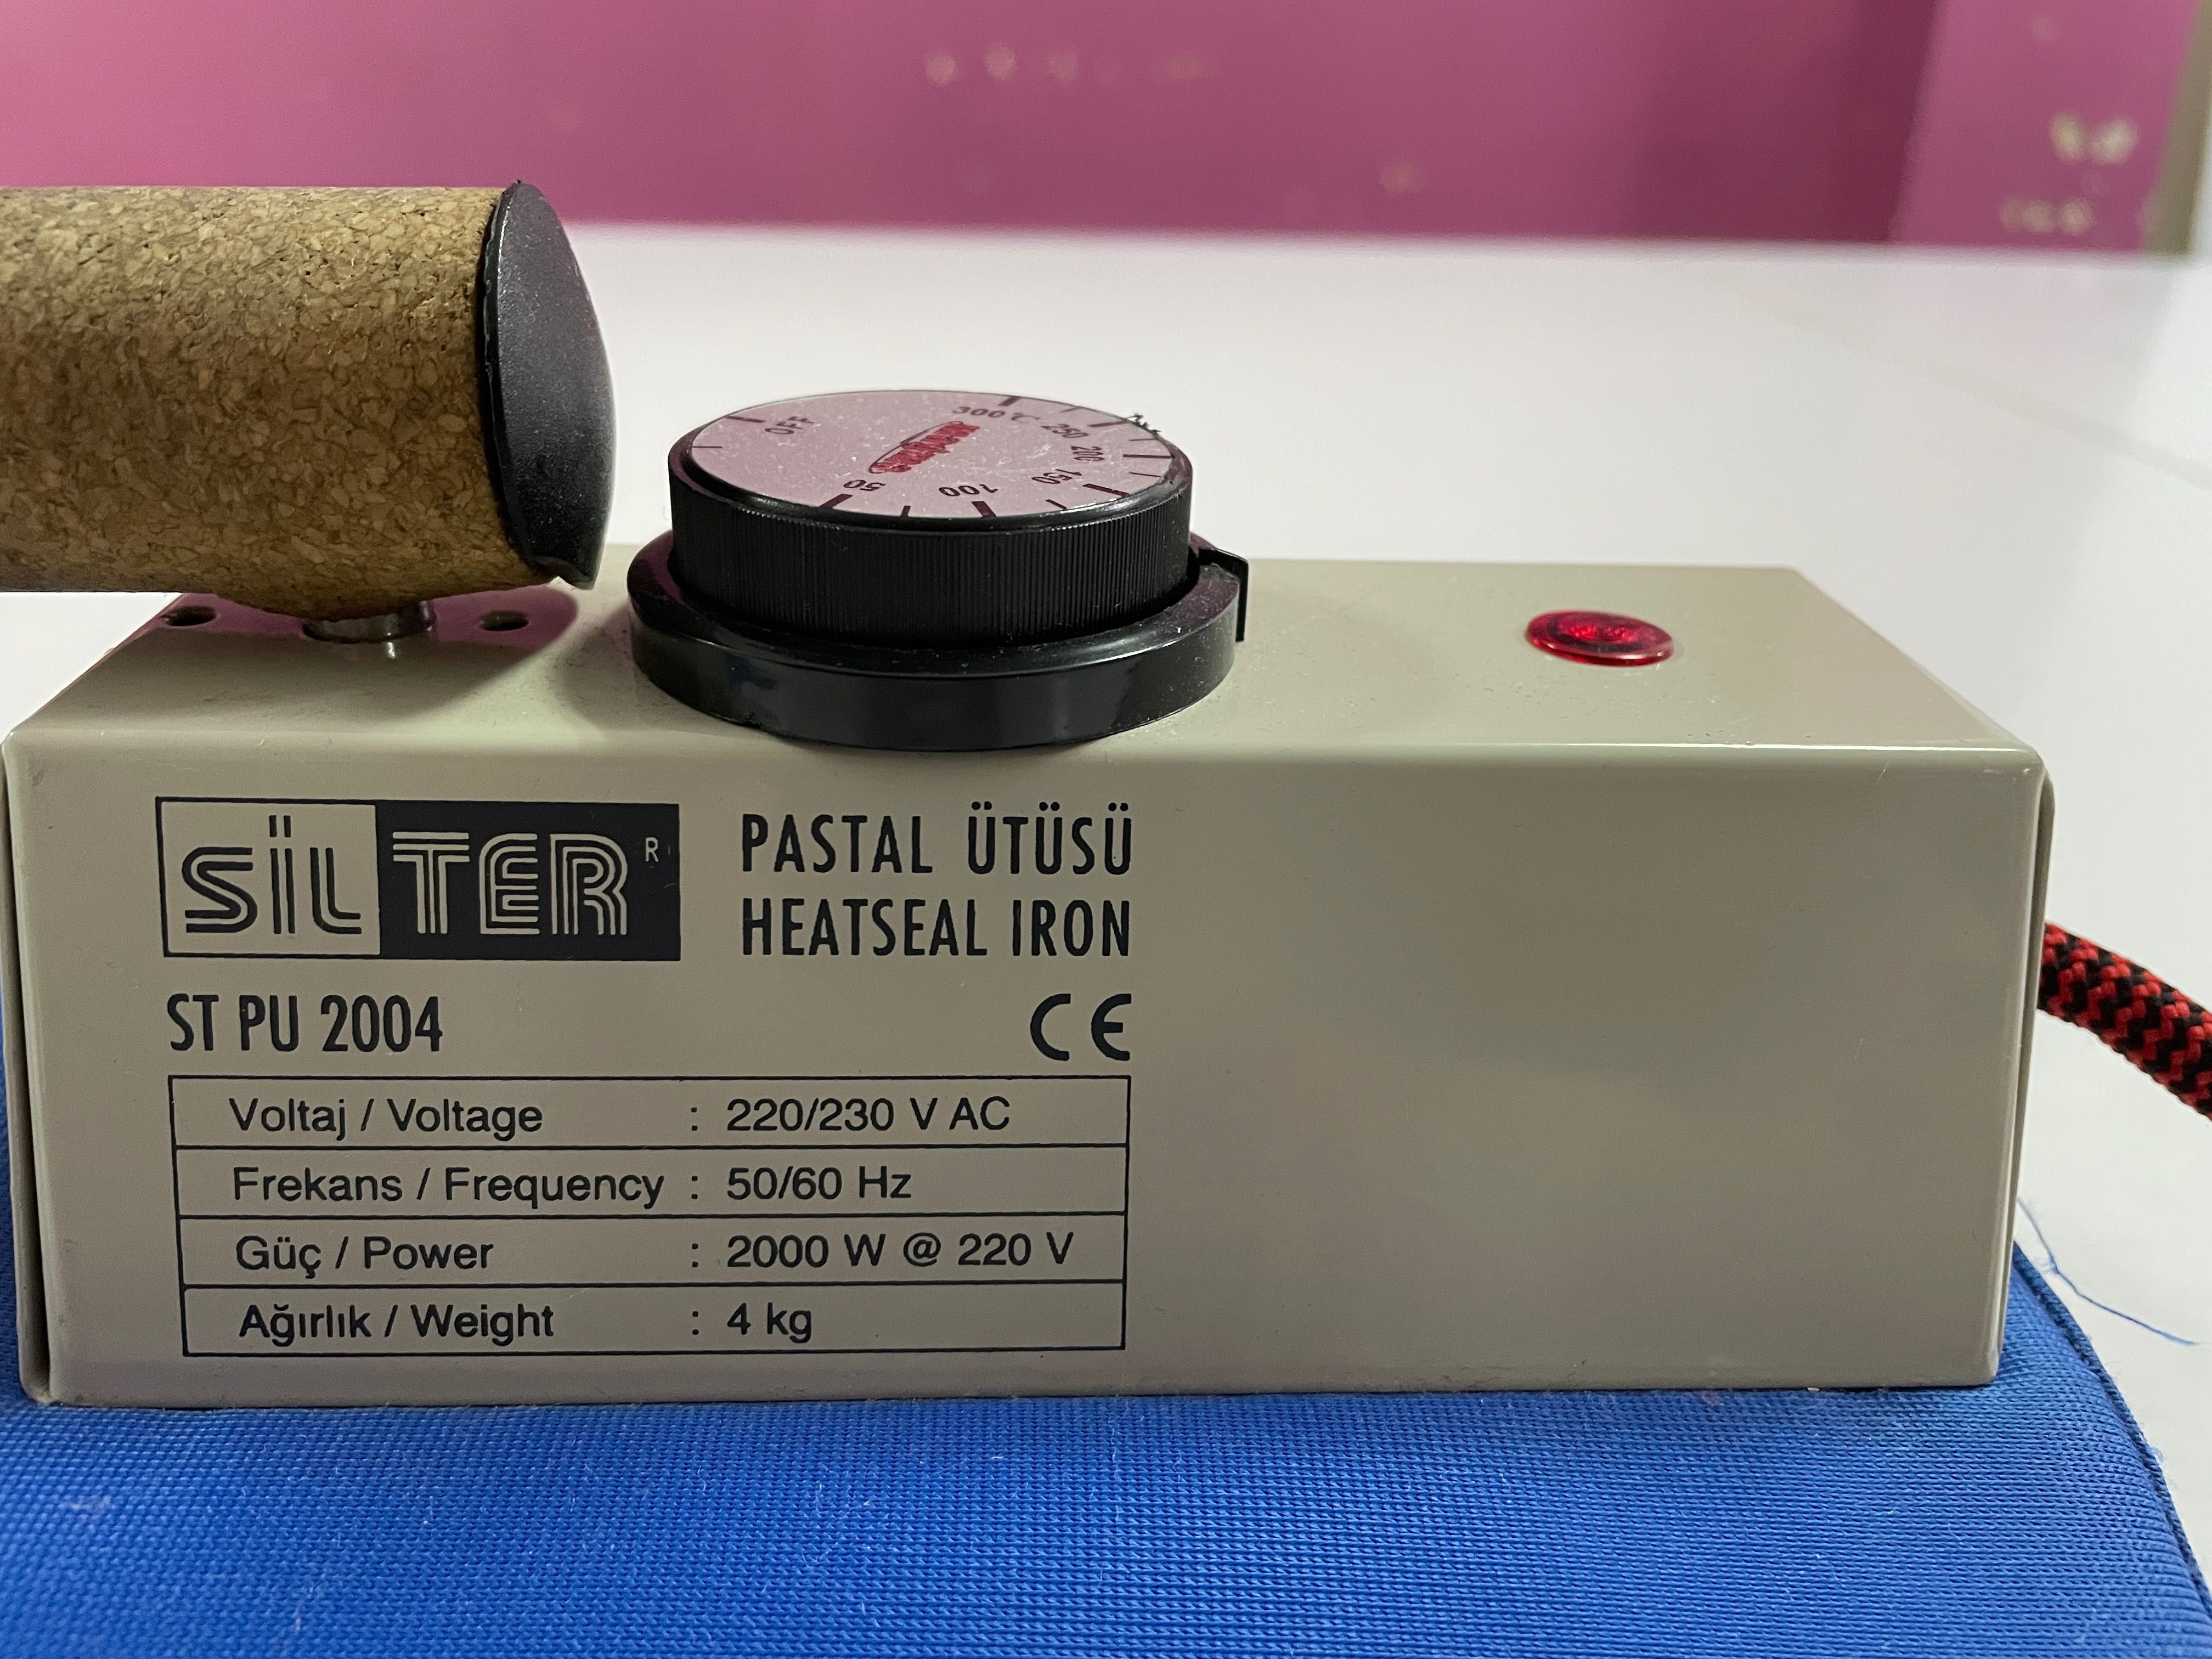 OFF
300°C
250
200
150
100
50
SİLTER R
PASTAL ÜTÜSÜ
HEATSEAL IRON
ST PU 2004
CE
Voltaj / Voltage : 220/230 V AC
Frekans / Frequency : 50/60 Hz
Güç / Power : 2000 W @ 220 V
Ağırlık / Weight : 4 kg